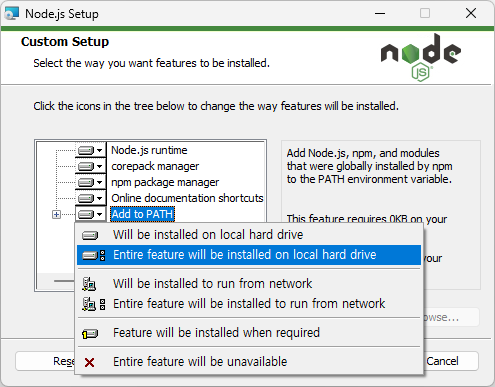 Node.js Setup
Custom Setup
Select the way you want features to be installed.
node
JS
Click the icons in the tree below to change the way features will be installed.
Node.js runtime
corepack manager
npm package manager
Online documentation shortcuts
Add to PATH
Add Node.js, npm, and modules
that were globally installed by npm
to the PATH environment variable.
This feature requires 0KB on your
your
Will be installed on local hard drive
Entire feature will be installed on local hard drive
Will be installed to run from network
Entire feature will be installed to run from network
Feature will be installed when required
Entire feature will be unavailable
owse...
Rese
Cancel